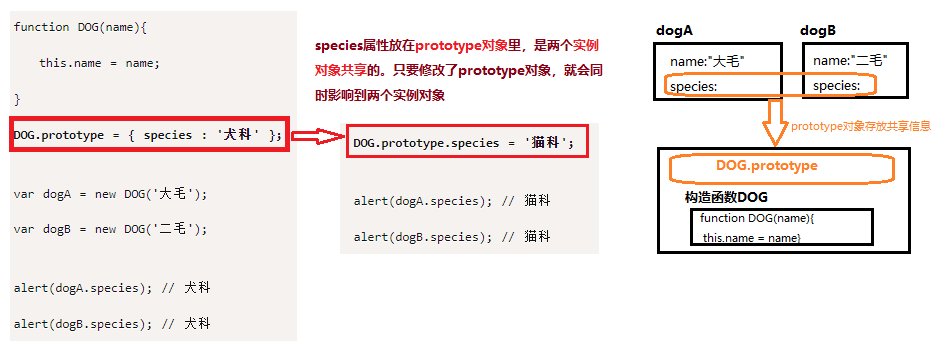 function DOG(name){
this.name = name;
}
DOG.prototype = { species : '犬科' };
var dogA = new DOG('大毛');
var dogB = new DOG('二毛');
alert(dogA.species); // 犬科
alert(dogB.species); // 犬科
species属性放在prototype对象里，是两个实例
对象共享的。只要修改了prototype对象，就会同
时影响到两个实例对象
DOG.prototype.species = '猫科';
alert(dogA.species); // 猫科
alert(dogB.species); // 猫科
dogA
name:"大毛"
species:
dogB
name:"二毛"
species:
prototype对象存放共享信息
DOG.prototype
构造函数DOG
function DOG(name){
this.name = name}